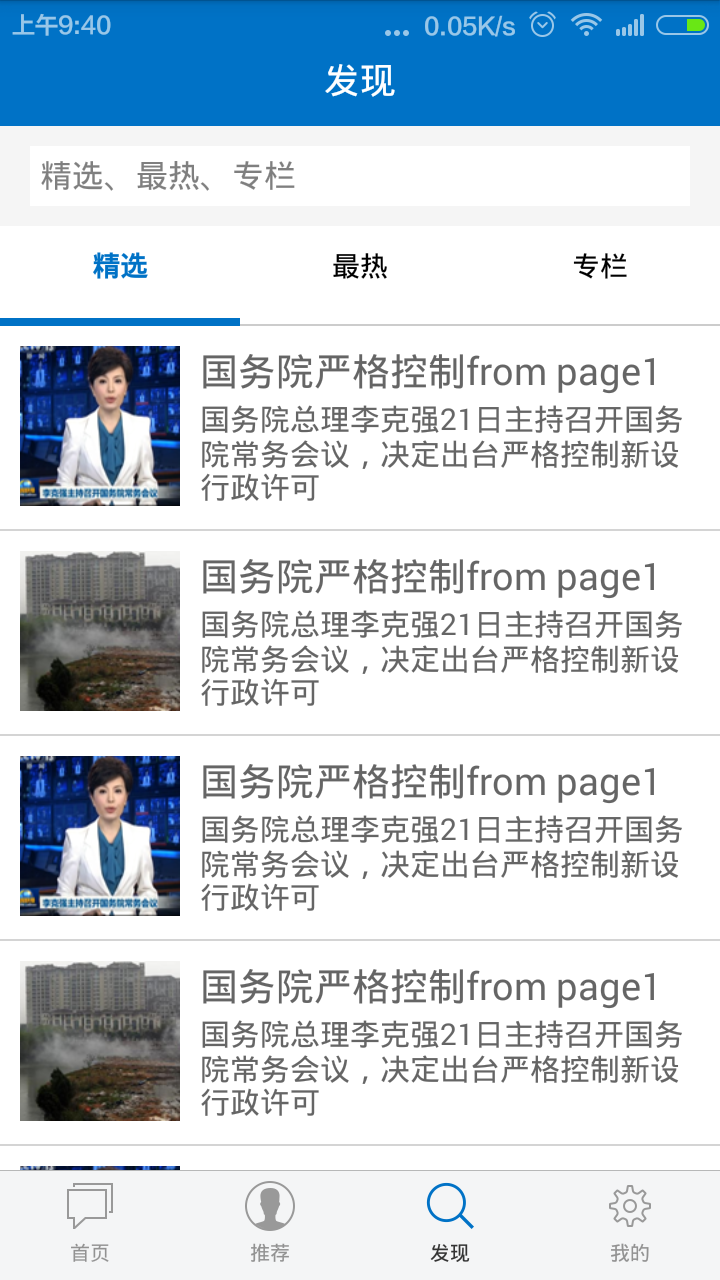 上午9:40
... 0.05K/s
发现
精选、最热、专栏
精选
最热
专栏
李克强主持召开国务院常务会议
国务院严格控制from page1
国务院总理李克强21日主持召开国务
院常务会议，决定出台严格控制新设
行政许可
国务院严格控制from page1
国务院总理李克强21日主持召开国务
院常务会议，决定出台严格控制新设
行政许可
李克强主持召开国务院常务会议
国务院严格控制from page1
国务院总理李克强21日主持召开国务
院常务会议，决定出台严格控制新设
行政许可
国务院严格控制from page1
国务院总理李克强21日主持召开国务
院常务会议，决定出台严格控制新设
行政许可
首页
推荐
发现
我的